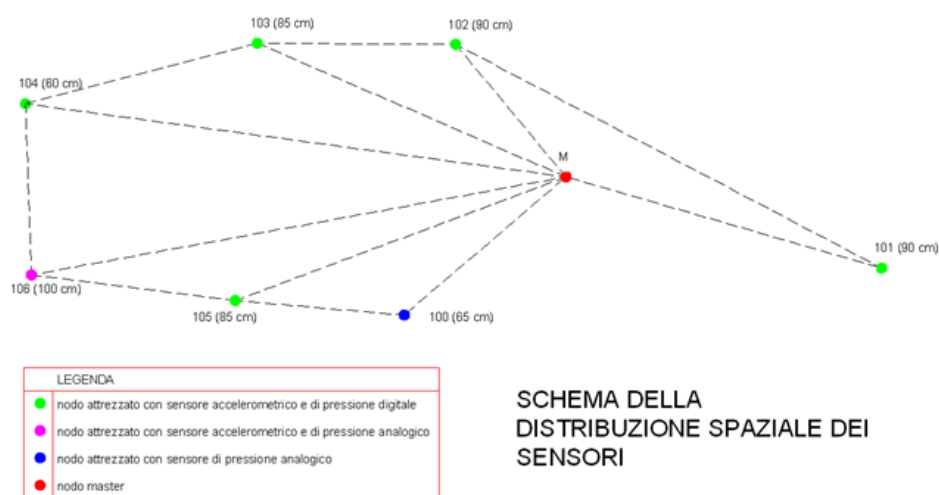 103 (85 cm)
102 (90 cm)
104 (60 cm)
M
101 (90 cm)
106 (100 cm)
105 (85 cm)
100 (65 cm)
LEGENDA
nodo attrezzato con sensore accelerometrico e di pressione digitale
nodo attrezzato con sensore accelerometrico e di pressione analogico
nodo attrezzato con sensore di pressione analogico
nodo master
SCHEMA DELLA
DISTRIBUZIONE SPAZIALE DEI
SENSORI